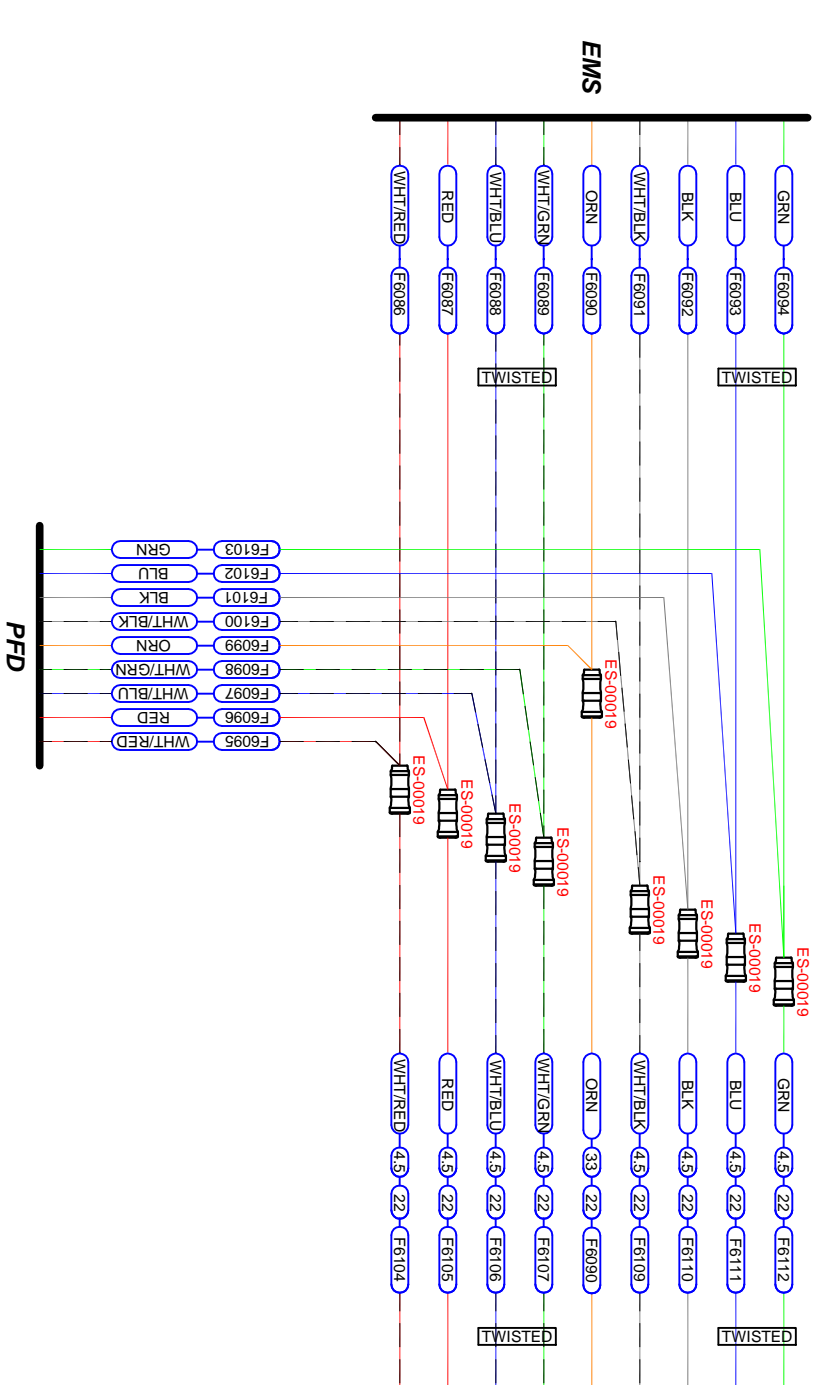 EMS
GRN F6094
BLU F6093
BLK F6092
WHT/BLK F6091
ORN F6090
WHT/GRN F6089
WHT/BLU F6088
RED F6087
WHT/RED F6086
TWISTED
TWISTED
PFD
GRN F6103
BLU F6102
BLK F6101
WHT/BLK F6100
ORN F6099
WHT/GRN F6098
WHT/BLU F6097
RED F6096
WHT/RED F6095
ES-00019
ES-00019
ES-00019
ES-00019
ES-00019
ES-00019
ES-00019
ES-00019
ES-00019
GRN 4.5 22 F6112
BLU 4.5 22 F6111
BLK 4.5 22 F6110
WHT/BLK 4.5 22 F6109
ORN 33 22 F6090
WHT/GRN 4.5 22 F6107
WHT/BLU 4.5 22 F6106
RED 4.5 22 F6105
WHT/RED 4.5 22 F6104
TWISTED
TWISTED